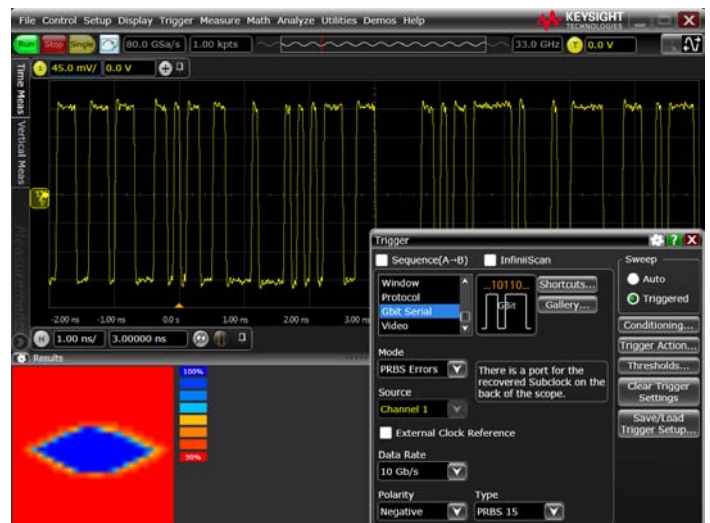 File Control Setup Display Trigger Measure Math Analyze Utilities Demos Help
KEYSIGHT
TECHNOLOGIES
Run Stop Single 80.0 GSa/s 1.00 kpts 33.0 GHz T 0.0 V
1 45.0 mV/ 0.0 V
Time Meas
Vertical Meas
Measurements
-2.00 ns -1.00 ns 0.0 s 1.00 ns 2.00 ns 3.00 ns
H 1.00 ns/ 3.00000 ns
Results
100%
50%
Trigger
Sequence(A→B) InfiniiScan
Window
Protocol
Gbit Serial
Video
...10110...
GBit
Shortcuts...
Gallery...
Mode
PRBS Errors
There is a port for the
recovered Subclock on the
back of the scope.
Source
Channel 1
External Clock Reference
Data Rate
10 Gb/s
Polarity Type
Negative PRBS 15
Sweep
Auto
Triggered
Conditioning...
Trigger Action...
Thresholds...
Clear Trigger
Settings
Save/Load
Trigger Setup...